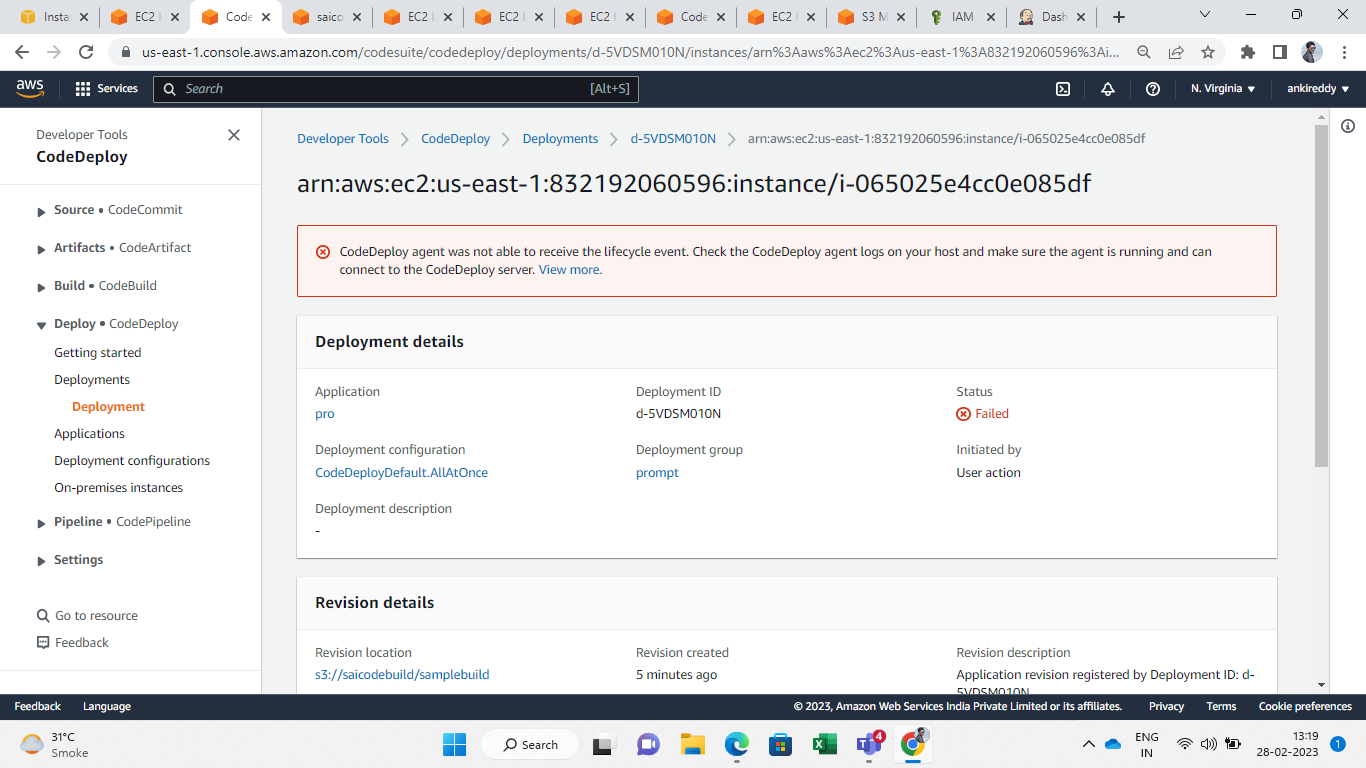 Insta
EC2
Code
saico
EC2
EC2
EC2
Code
EC2
S3 M
IAM
Dash
us-east-1.console.aws.amazon.com/codesuite/codedeploy/deployments/d-5VDSM010N/instances/arn%3Aaws%3Aec2%3Aus-east-1%3A832192060596%3Ai...
aws
Services
Search
[Alt+S]
N. Virginia
ankireddy
Developer Tools
CodeDeploy
Source • CodeCommit
Artifacts • CodeArtifact
Build • CodeBuild
Deploy • CodeDeploy
Getting started
Deployments
Deployment
Applications
Deployment configurations
On-premises instances
Pipeline • CodePipeline
Settings
Go to resource
Feedback
Developer Tools
CodeDeploy
Deployments
d-5VDSM010N
arn:aws:ec2:us-east-1:832192060596:instance/i-065025e4cc0e085df
arn:aws:ec2:us-east-1:832192060596:instance/i-065025e4cc0e085df
CodeDeploy agent was not able to receive the lifecycle event. Check the CodeDeploy agent logs on your host and make sure the agent is running and can
connect to the CodeDeploy server. View more.
Deployment details
Application
pro
Deployment ID
d-5VDSM010N
Status
Failed
Deployment configuration
CodeDeployDefault.AllAtOnce
Deployment group
prompt
Initiated by
User action
Deployment description
-
Revision details
Revision location
s3://saicodebuild/samplebuild
Revision created
5 minutes ago
Revision description
Application revision registered by Deployment ID: d-
5VDSM010N
Feedback
Language
© 2023, Amazon Web Services India Private Limited or its affiliates.
Privacy
Terms
Cookie preferences
31°C
Smoke
Search
4
ENG
IN
13:19
28-02-2023
1